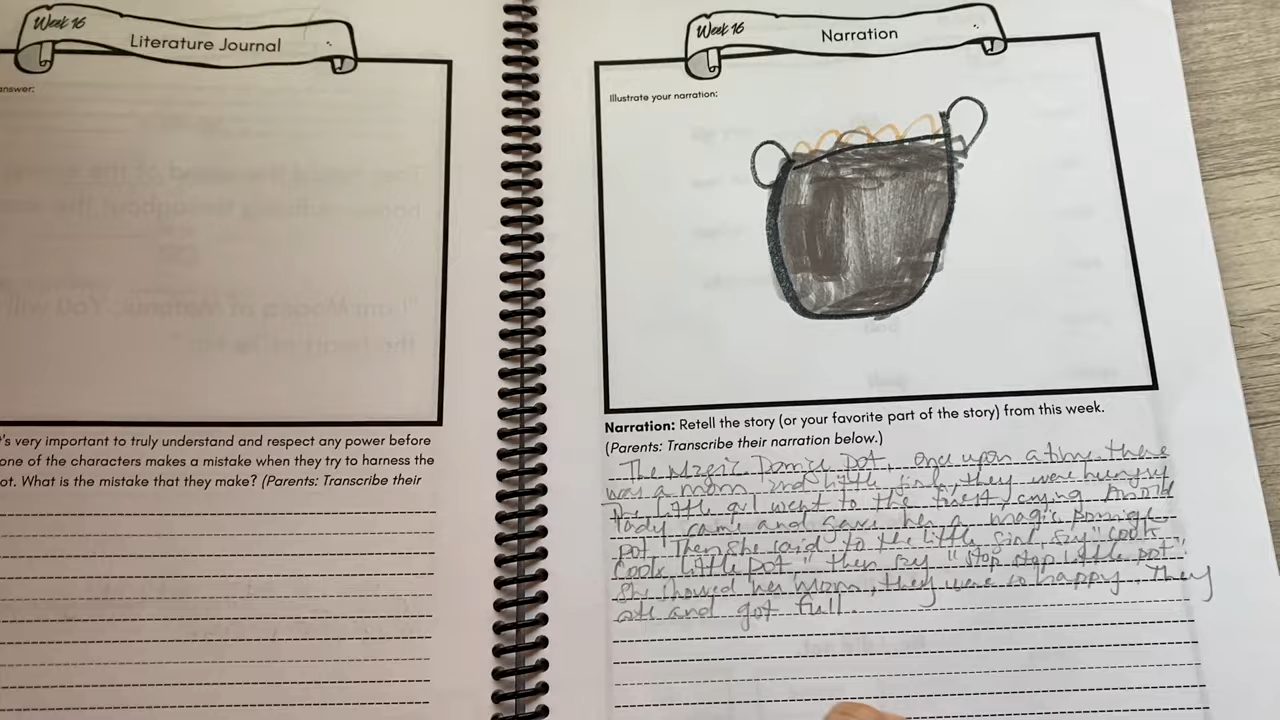 Week 16
Literature Journal
answer:
's very important to truly understand and respect any power before
one of the characters makes a mistake when they try to harness the
ot. What is the mistake that they make? (Parents: Transcribe their
Week 16
Narration
Illustrate your narration:
Narration: Retell the story (or your favorite part of the story) from this week.
(Parents: Transcribe their narration below.)
The Magic Porrige Pot, Once upon a time there
was a mom and little girl, they were hungry
the little girl went to the forest, crying. An old
lady came and gave her a magic porrige
pot. Then she said to the little girl, say "cook
cook little pot" then say "Stop stop little pot".
She showed her mom, they were so happy. They
ate and got full.